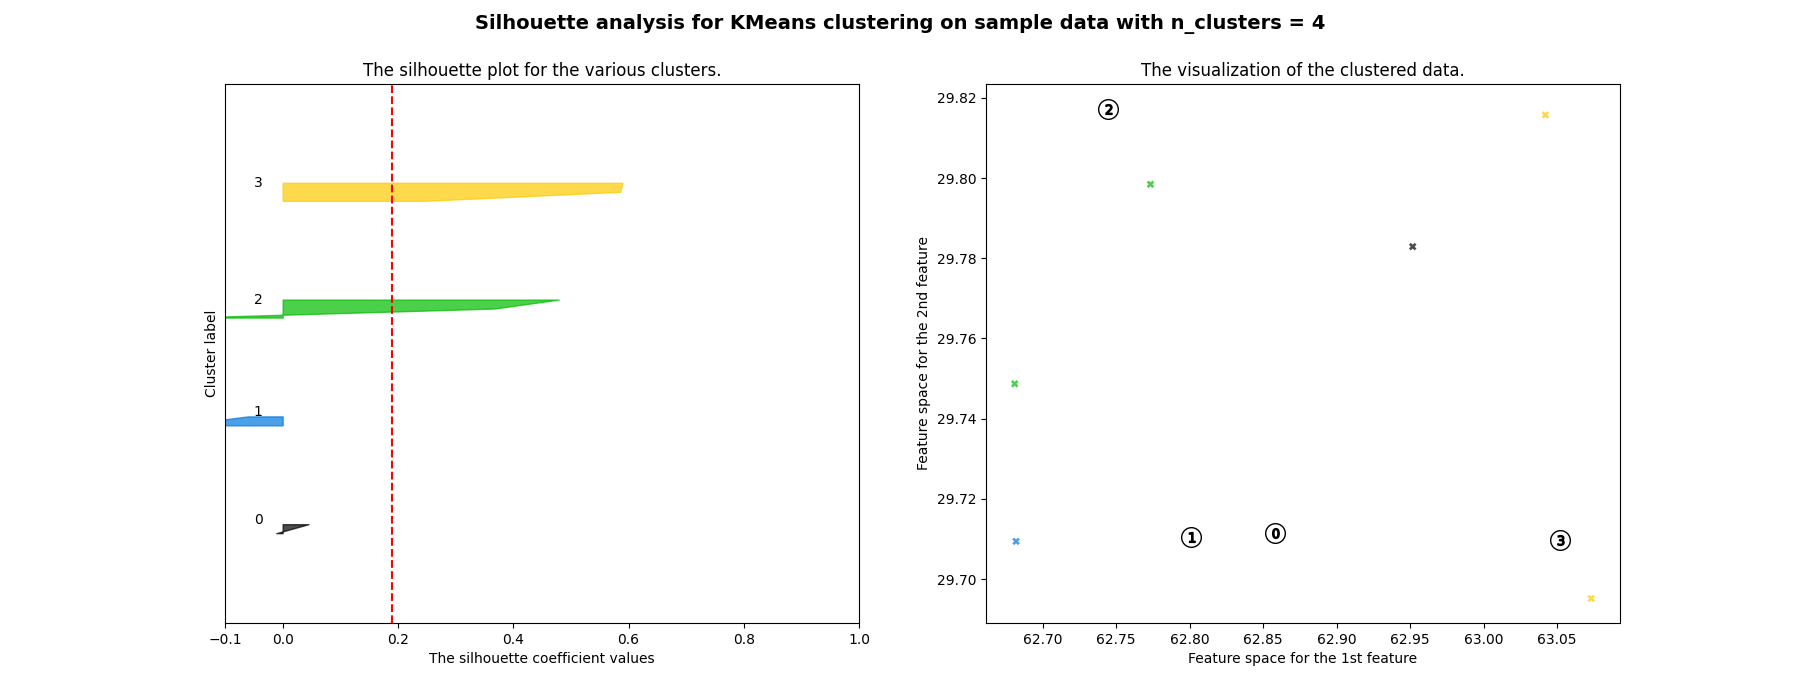 Silhouette analysis for KMeans clustering on sample data with n_clusters = 4
The silhouette plot for the various clusters.
3
2
1
0
Cluster label
−0.1 0.0 0.2 0.4 0.6 0.8 1.0
The silhouette coefficient values
The visualization of the clustered data.
29.82
29.80
29.78
29.76
29.74
29.72
29.70
Feature space for the 2nd feature
2
1 0 3
62.70 62.75 62.80 62.85 62.90 62.95 63.00 63.05
Feature space for the 1st feature